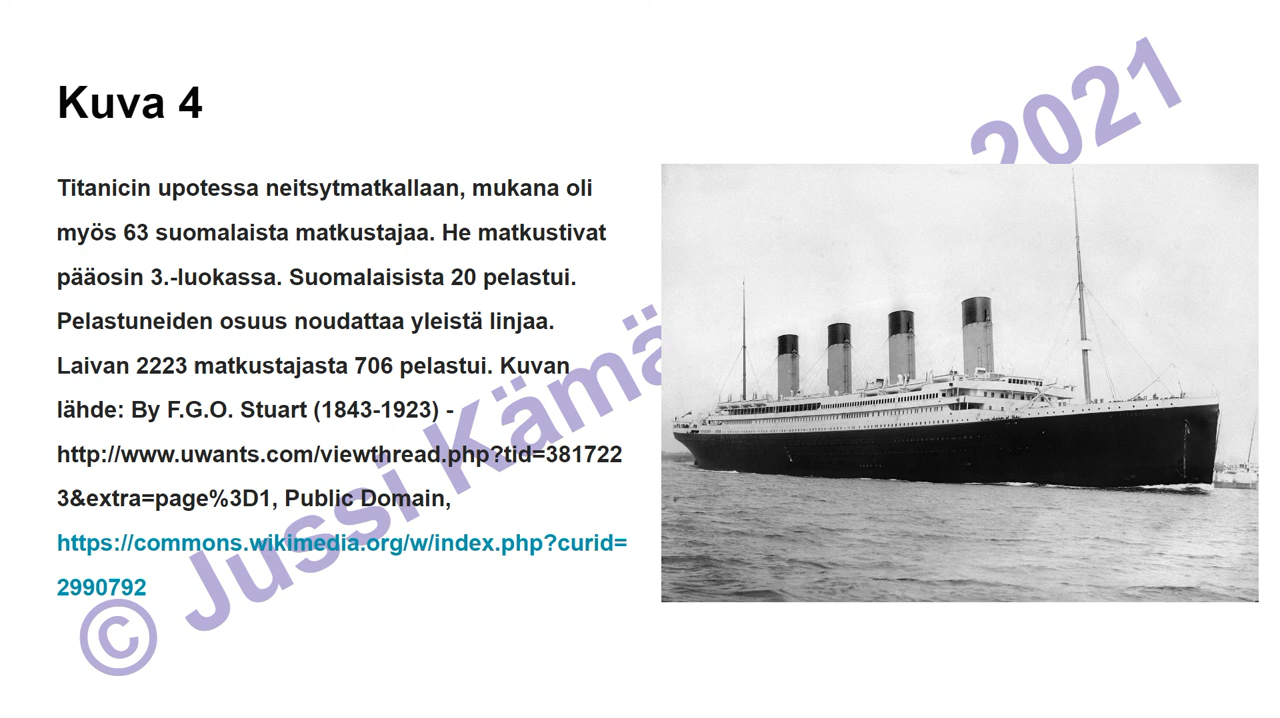 Kuva 4
Titanicin upotessa neitsytmatkallaan, mukana oli
myös 63 suomalaista matkustajaa. He matkustivat
pääosin 3.-luokassa. Suomalaisista 20 pelastui.
Pelastuneiden osuus noudattaa yleistä linjaa.
Laivan 2223 matkustajasta 706 pelastui. Kuvan
lähde: By F.G.O. Stuart (1843-1923) -
http://www.uwants.com/viewthread.php?tid=381722
3&extra=page%3D1, Public Domain,
https://commons.wikimedia.org/w/index.php?curid=
2990792
© Jussi Kämä 2021